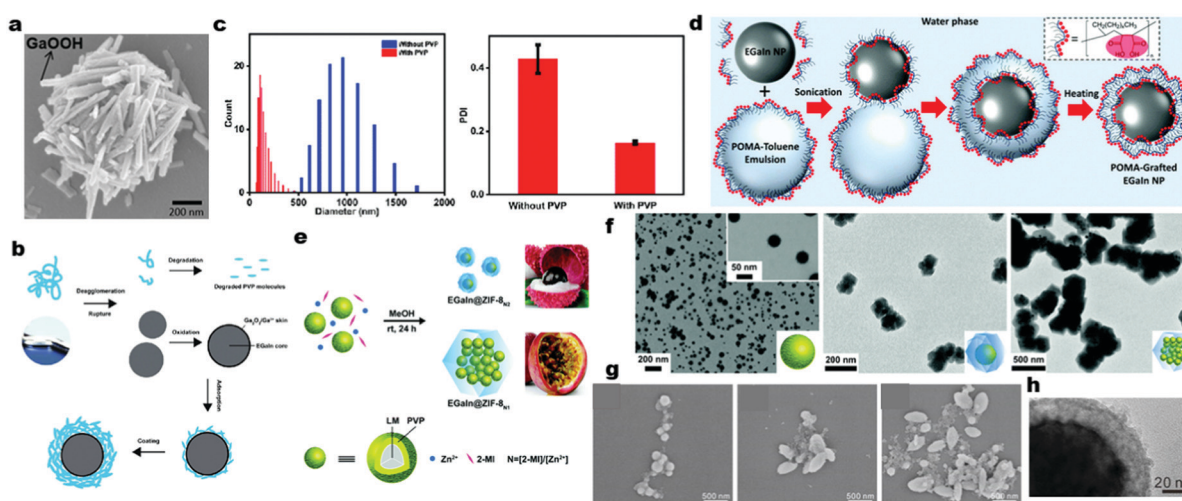 a
GaOOH
200 nm
b
Deagglomeration
Rupture
Degradation
Degraded PVP molecules
Oxidation
Ga₂O₃/Ga³⁺ skin
EGaIn core
Adsorption
Coating
c
Without PVP
With PVP
Count
20
10
0
0 500 1000 1500 2000
Diameter (nm)
PDI
0.4
0.2
0.0
Without PVP With PVP
d
Water phase
EGaIn NP
+
POMA-Toluene
Emulsion
Sonication
Heating
CH₂(CH₂)₄CH₃
POMA-Grafted
EGaIn NP
e
MeOH
rt, 24 h
EGaIn@ZIF-8N2
EGaIn@ZIF-8N1
LM PVP
Zn²⁺ 2-MI N=[2-MI]/[Zn²⁺]
f
50 nm
200 nm
200 nm
500 nm
g
500 nm
500 nm
500 nm
h
20 n